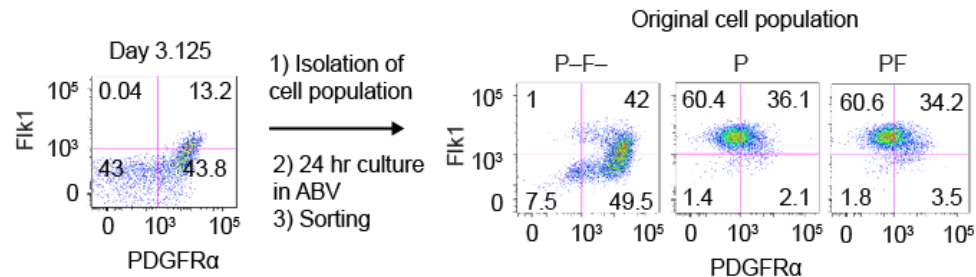 Original cell population
Day 3.125
1) Isolation of
cell population
2) 24 hr culture
in ABV
3) Sorting
P–F–
P
PF
Flk1
10⁵
10³
0
0.04
13.2
43
43.8
0
10³
10⁵
PDGFRα
Flk1
10⁵
10³
0
1
42
7.5
49.5
0
10³
10⁵
60.4
36.1
1.4
2.1
0
10³
10⁵
60.6
34.2
1.8
3.5
0
10³
10⁵
PDGFRα